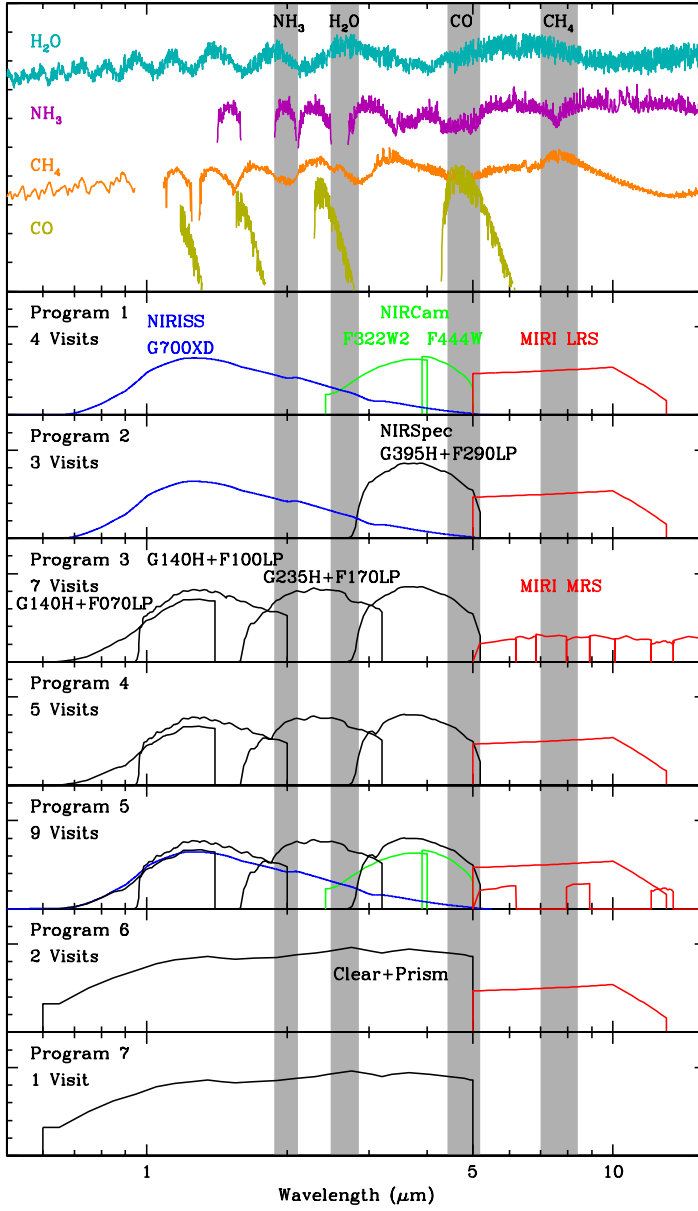 NH₃ H₂O CO CH₄
H₂O
NH₃
CH₄
CO
Program 1
4 Visits
NIRISS
G700XD
NIRCam
F322W2 F444W
MIRI LRS
Program 2
3 Visits
NIRSpec
G395H+F290LP
Program 3
7 Visits
G140H+F100LP
G140H+F070LP
G235H+F170LP
MIRI MRS
Program 4
5 Visits
Program 5
9 Visits
Program 6
2 Visits
Clear+Prism
Program 7
1 Visit
1 5 10
Wavelength (μm)